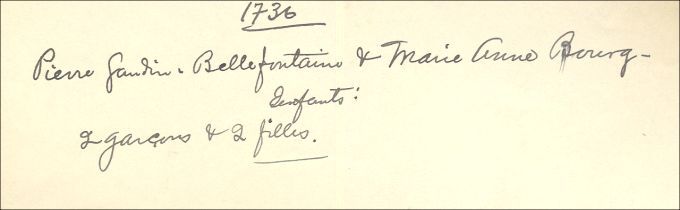 1736
Pierre Gaudin - Bellefontaine & Marie Anne Bourg -
Enfants:
2 garçons & 2 filles.